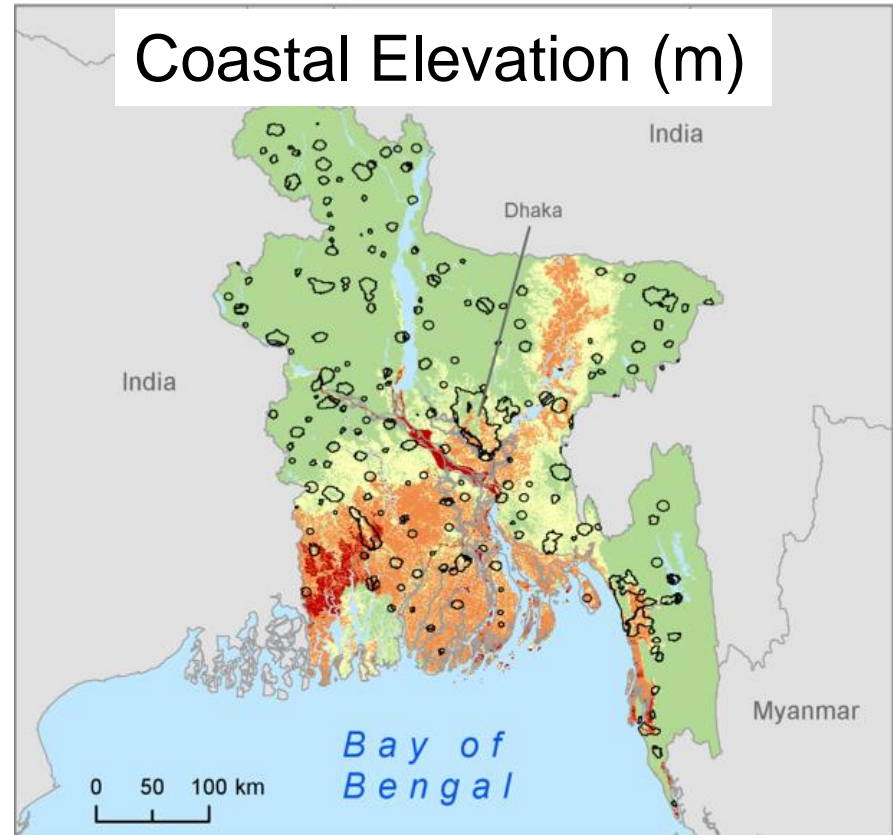 Coastal Elevation (m)
India
Dhaka
India
Myanmar
Bay of
Bengal
0 50 100 km